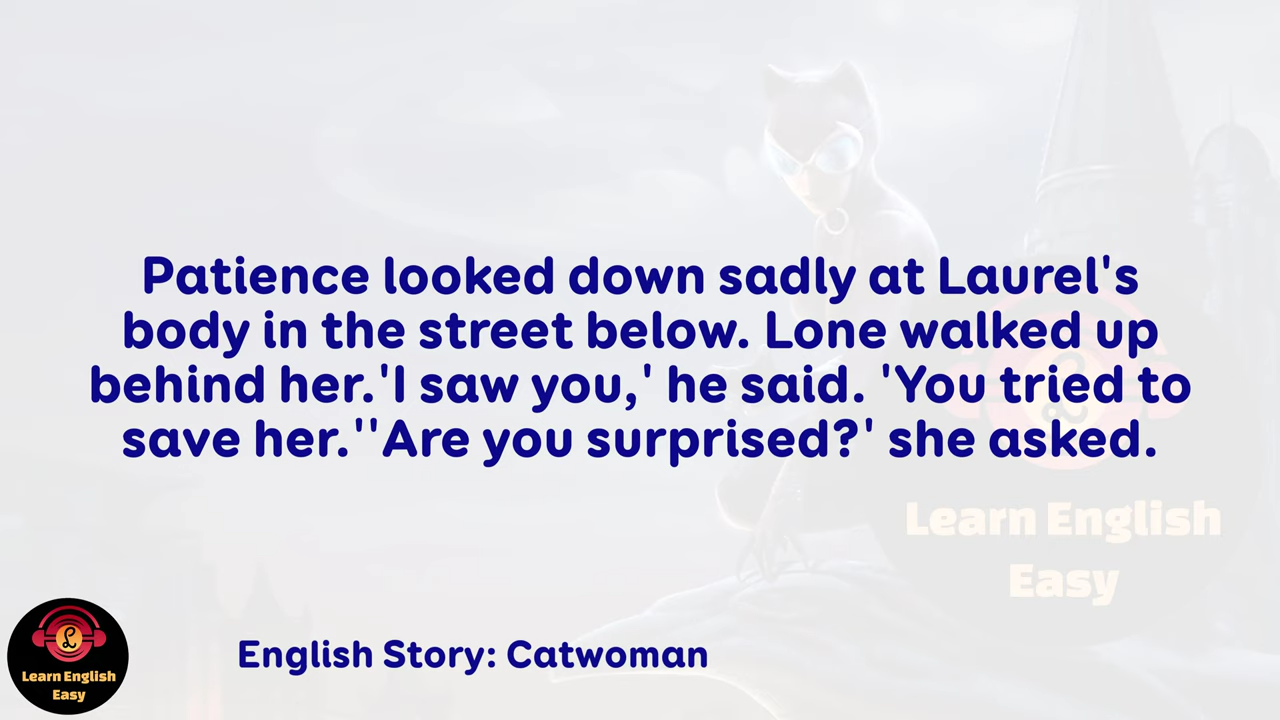 Patience looked down sadly at Laurel's
body in the street below. Lone walked up
behind her.'I saw you,' he said. 'You tried to
save her.''Are you surprised?' she asked.
Learn English
Easy
English Story: Catwoman
Learn English
Easy